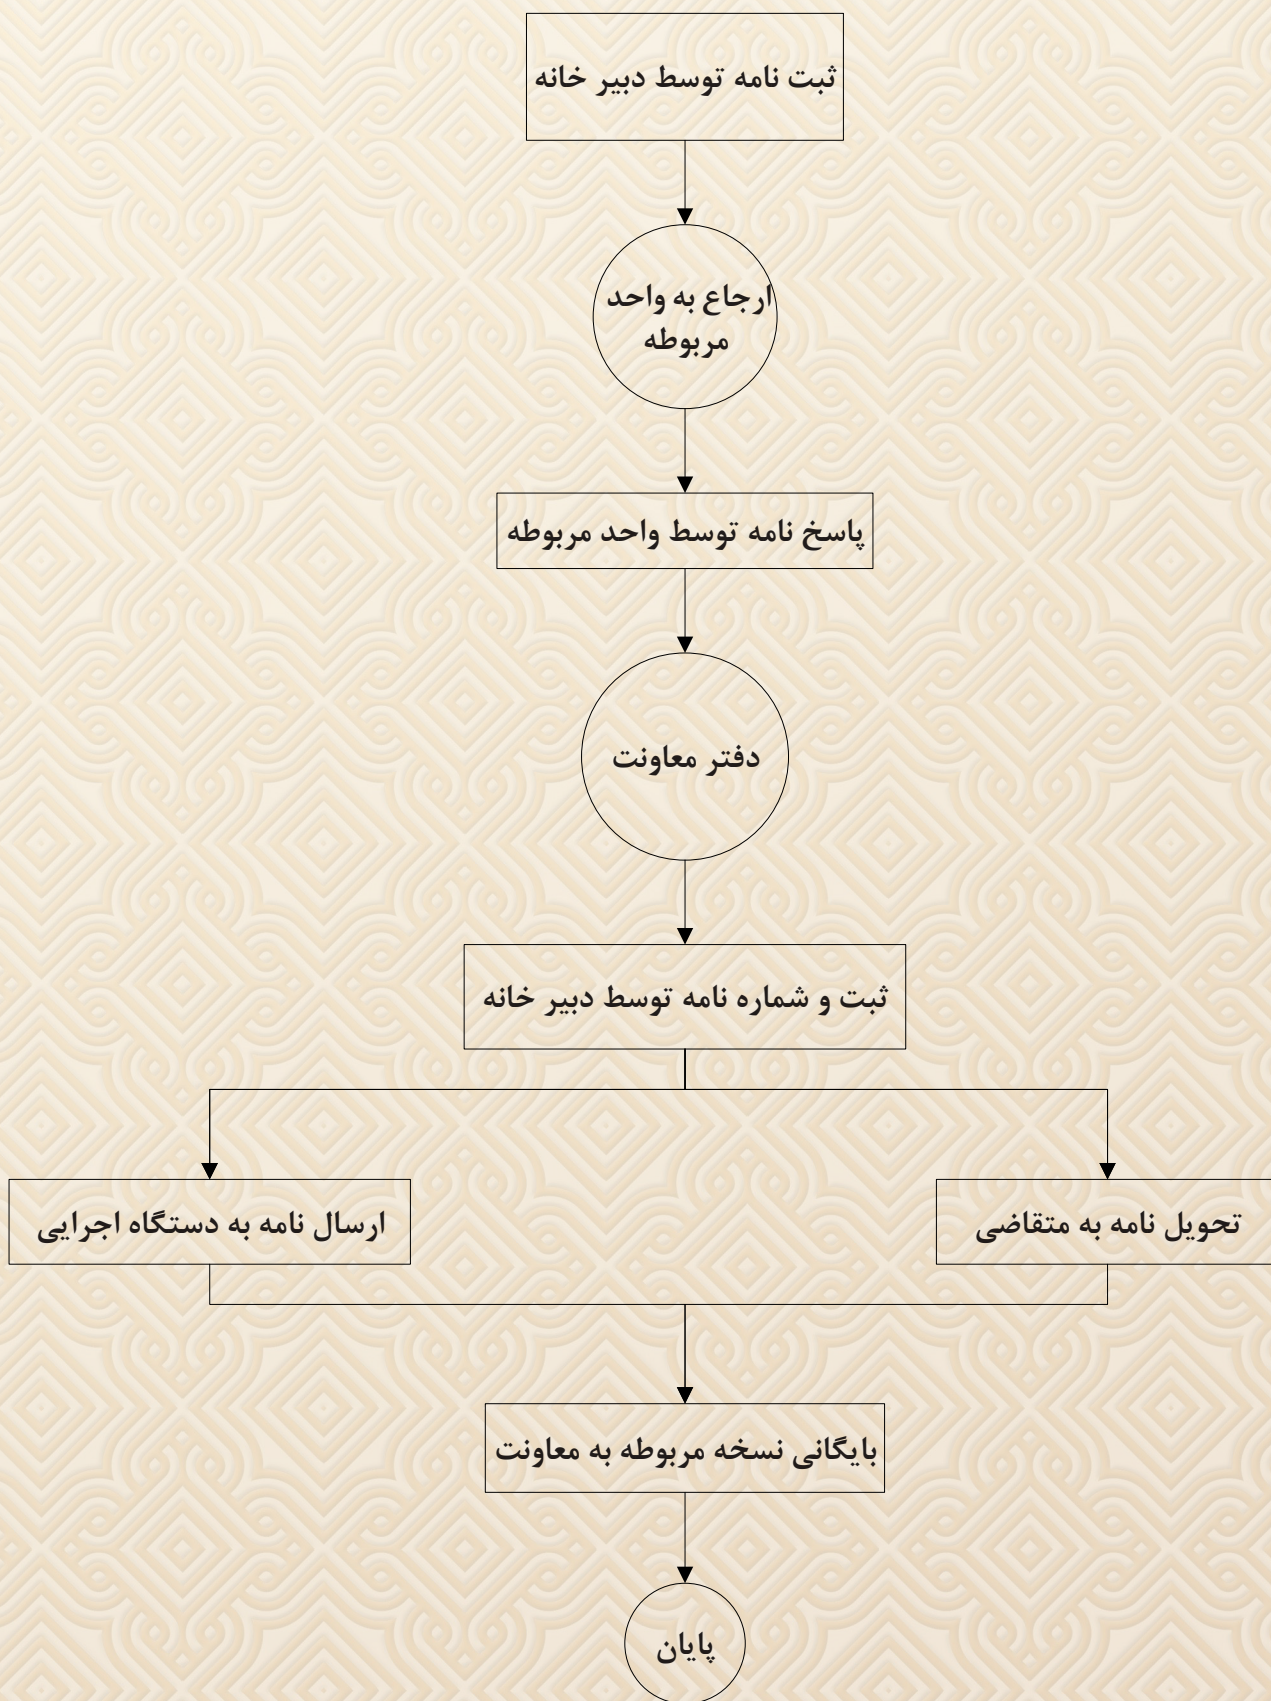 ثبت نامه توسط دبیر خانه
ارجاع به واحد
مربوطه
پاسخ نامه توسط واحد مربوطه
دفتر معاونت
ثبت و شماره نامه توسط دبیر خانه
تحویل نامه به متقاضی
ارسال نامه به دستگاه اجرایی
بایگانی نسخه مربوطه به معاونت
پایان